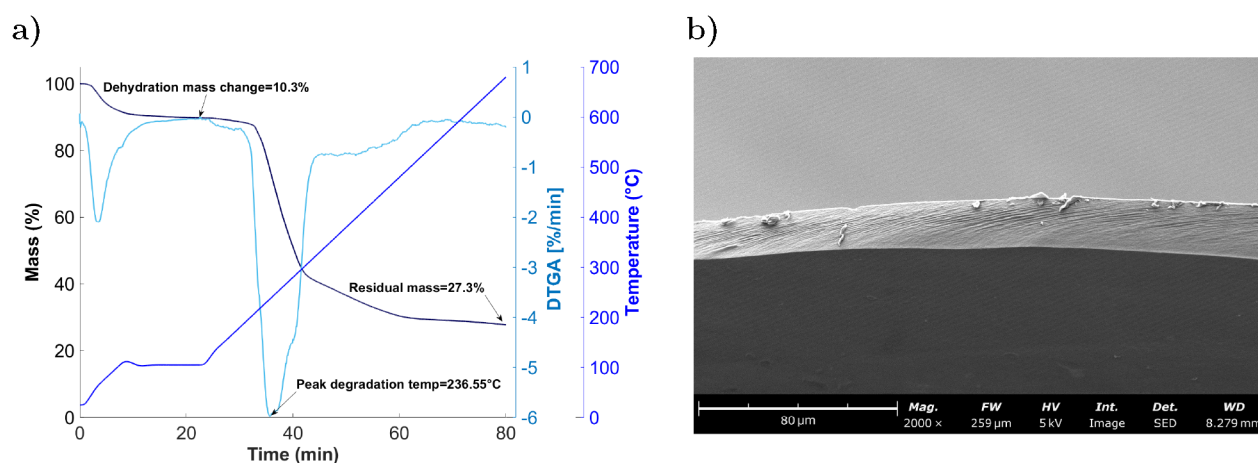 a)
b)
Mass (%)
100
80
60
40
20
0
0
20
40
60
80
Time (min)
Dehydration mass change=10.3%
Residual mass=27.3%
Peak degradation temp=236.55°C
1
0
-1
-2
-3
-4
-5
-6
DTGA [%/min]
700
600
500
400
300
200
100
0
Temperature (°C)
80 µm
Mag. FW HV Int. Det. WD
2000 × 259 µm 5 kV Image SED 8.279 mm